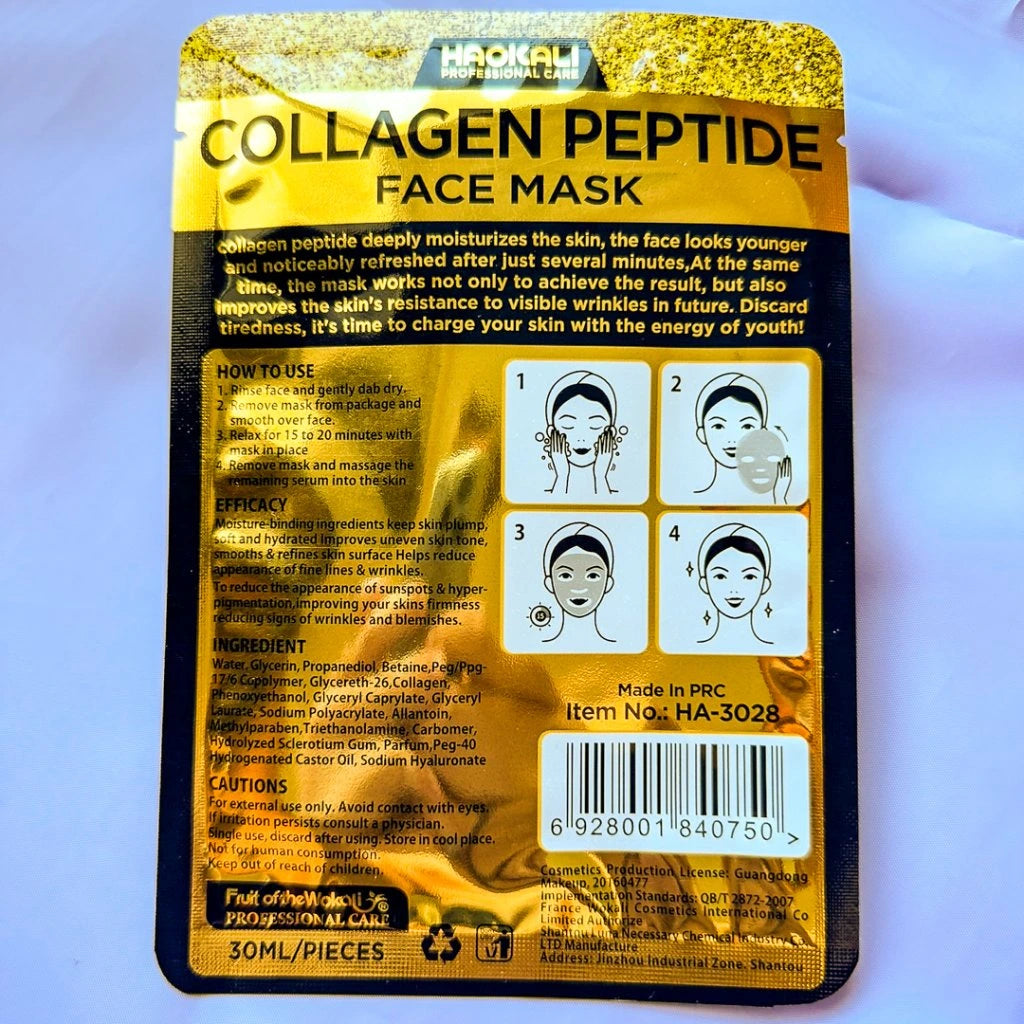 HAOKALI
PROFESSIONAL CARE
COLLAGEN PEPTIDE
FACE MASK
collagen peptide deeply moisturizes the skin, the face looks younger
and noticeably refreshed after just several minutes,At the same
time, the mask works not only to achieve the result, but also
improves the skin's resistance to visible wrinkles in future. Discard
tiredness, it's time to charge your skin with the energy of youth!
HOW TO USE
1. Rinse face and gently dab dry.
2. Remove mask from package and
smooth over face.
3. Relax for 15 to 20 minutes with
mask in place
4. Remove mask and massage the
remaining serum into the skin
EFFICACY
Moisture-binding ingredients keep skin plump,
soft and hydrated Improves uneven skin tone,
smooths & refines skin surface Helps reduce
appearance of fine lines & wrinkles.
To reduce the appearance of sunspots & hyper-
pigmentation,improving your skins firmness
reducing signs of wrinkles and blemishes.
INGREDIENT
Water, Glycerin, Propanediol, Betaine,Peg/Ppg-
17/6 Copolymer, Glycereth-26,Collagen,
Phenoxyethanol, Glyceryl Caprylate, Glyceryl
Laurate, Sodium Polyacrylate, Allantoin,
Methylparaben,Triethanolamine, Carbomer,
Hydrolyzed Sclerotium Gum, Parfum,Peg-40
Hydrogenated Castor Oil, Sodium Hyaluronate
CAUTIONS
For external use only. Avoid contact with eyes.
If irritation persists consult a physician.
Single use, discard after using. Store in cool place.
Not for human consumption.
Keep out of reach of children.
Fruit of the Wokali ®
PROFESSIONAL CARE
30ML/PIECES
1
2
3
4
Made In PRC
Item No.: HA-3028
6 928001 840750 >
Cosmetics Production License: Guangdong
Makeup, 20160477
Implementation Standards: QB/T 2872-2007
France Wokali Cosmetics International Co
Limited Authorize
Shantou Luna Necessary Chemical Industry Co.
LTD Manufacture
Address: Jinzhou Industrial Zone. Shantou